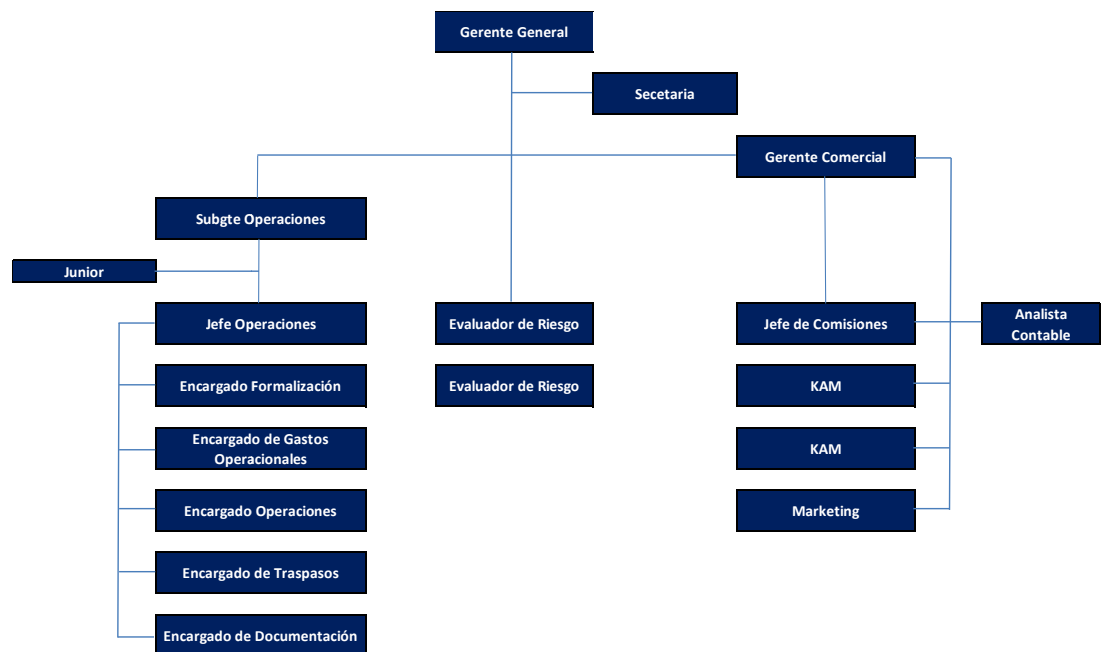 Gerente General
Secetaria
Gerente Comercial
Subgte Operaciones
Junior
Jefe Operaciones
Evaluador de Riesgo
Jefe de Comisiones
Analista
Contable
Encargado Formalización
Evaluador de Riesgo
KAM
Encargado de Gastos
Operacionales
KAM
Encargado Operaciones
Marketing
Encargado de Traspasos
Encargado de Documentación